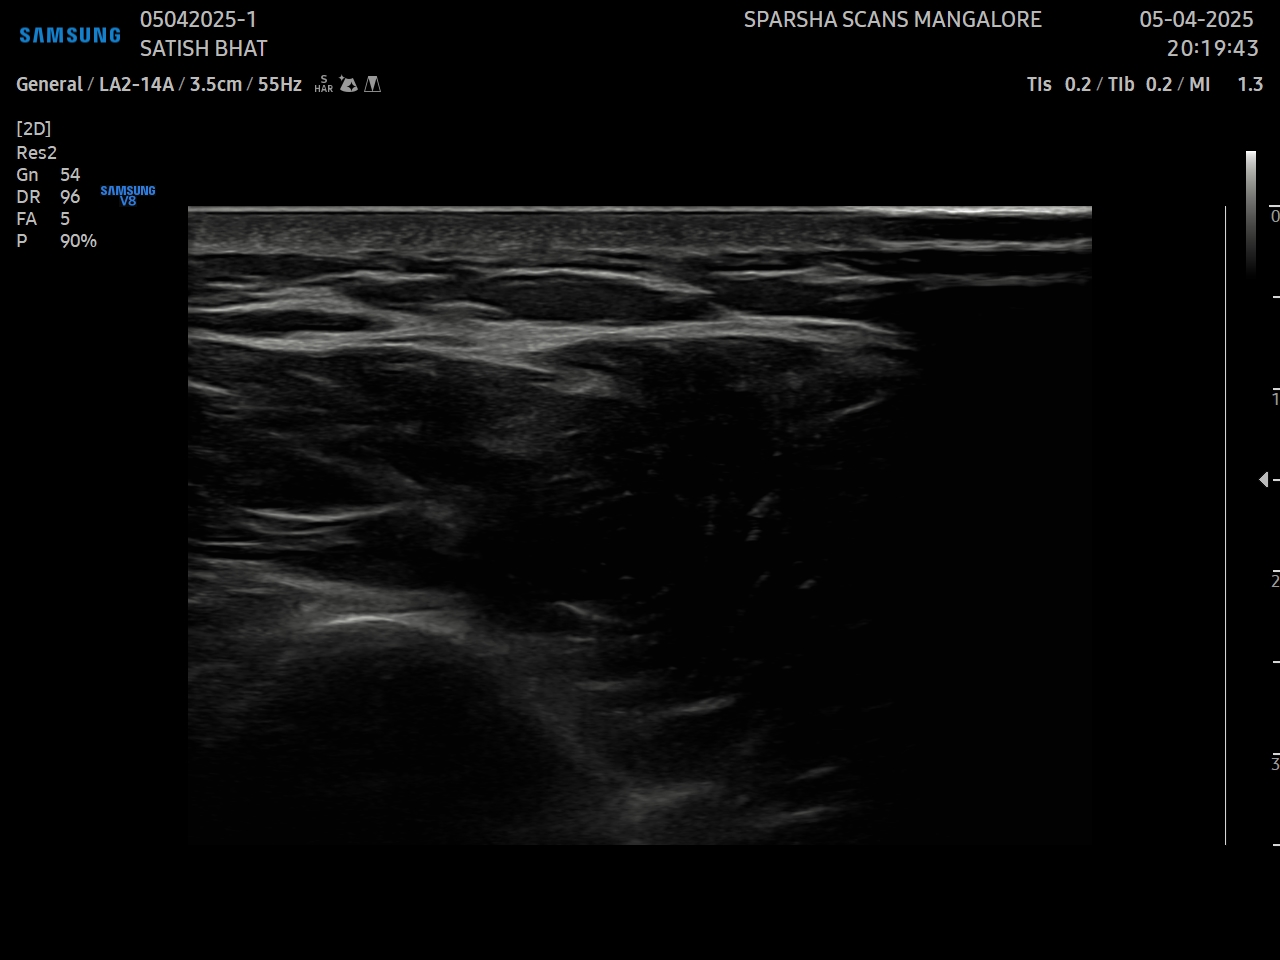 SAMSUNG
05042025-1
SATISH BHAT
SPARSHA SCANS MANGALORE
05-04-2025
20:19:43
General / LA2-14A / 3.5cm / 55Hz
S
HAR
TIs 0.2 / TIb 0.2 / MI 1.3
[2D]
Res2
Gn 54
DR 96
FA 5
P 90%
SAMSUNG
V8
0
1
2
3